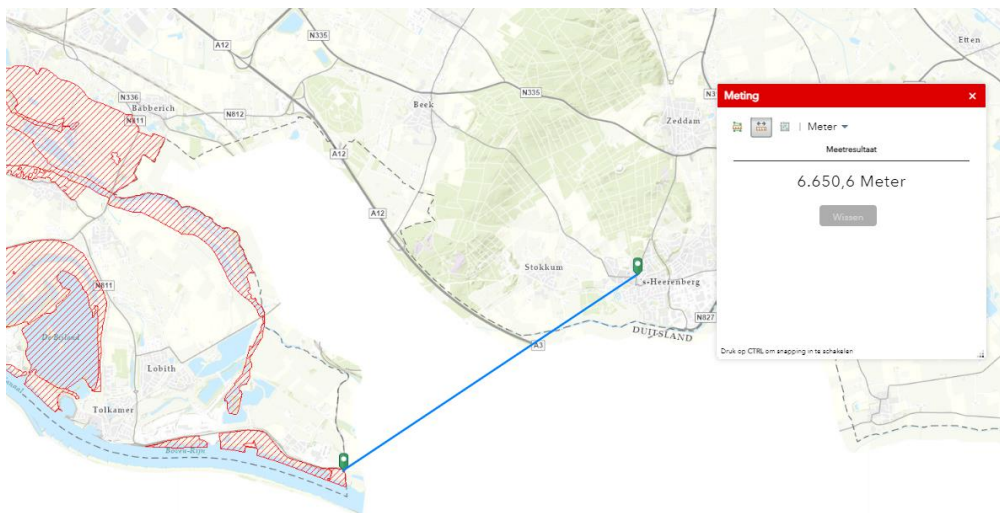 A12
N335
Etten
N336
Babberich
N811
N812
Beek
N335
N3
Zeddam
A12
A12
Stokkum
s-Heerenberg
N827
DUITSLAND
A3
N811
De Bijland
Lobith
Tolkamer
Waal
Boven-Rijn
Meting
×
Meter
Meetresultaat
6.650,6 Meter
Wissen
Druk op CTRL om snapping in te schakelen